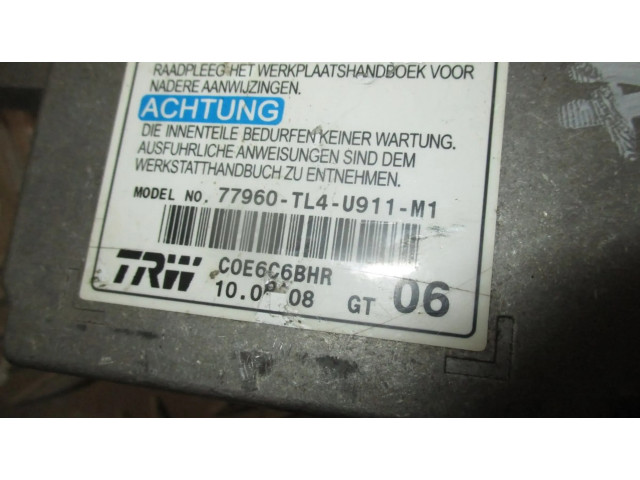 RAADPLEEG HET WERKPLAATSHANDBOEK VOOR
NADERE AANWIJZINGEN.
ACHTUNG
DIE INNENTEILE BEDURFEN KEINER WARTUNG.
AUSFUHRLICHE ANWEISUNGEN SIND DEM
WERKSTATTHANDBUCH ZU ENTNEHMEN.
MODEL NO. 77960-TL4-U911-M1
TRW C0E6C6BHR
08 GT 06